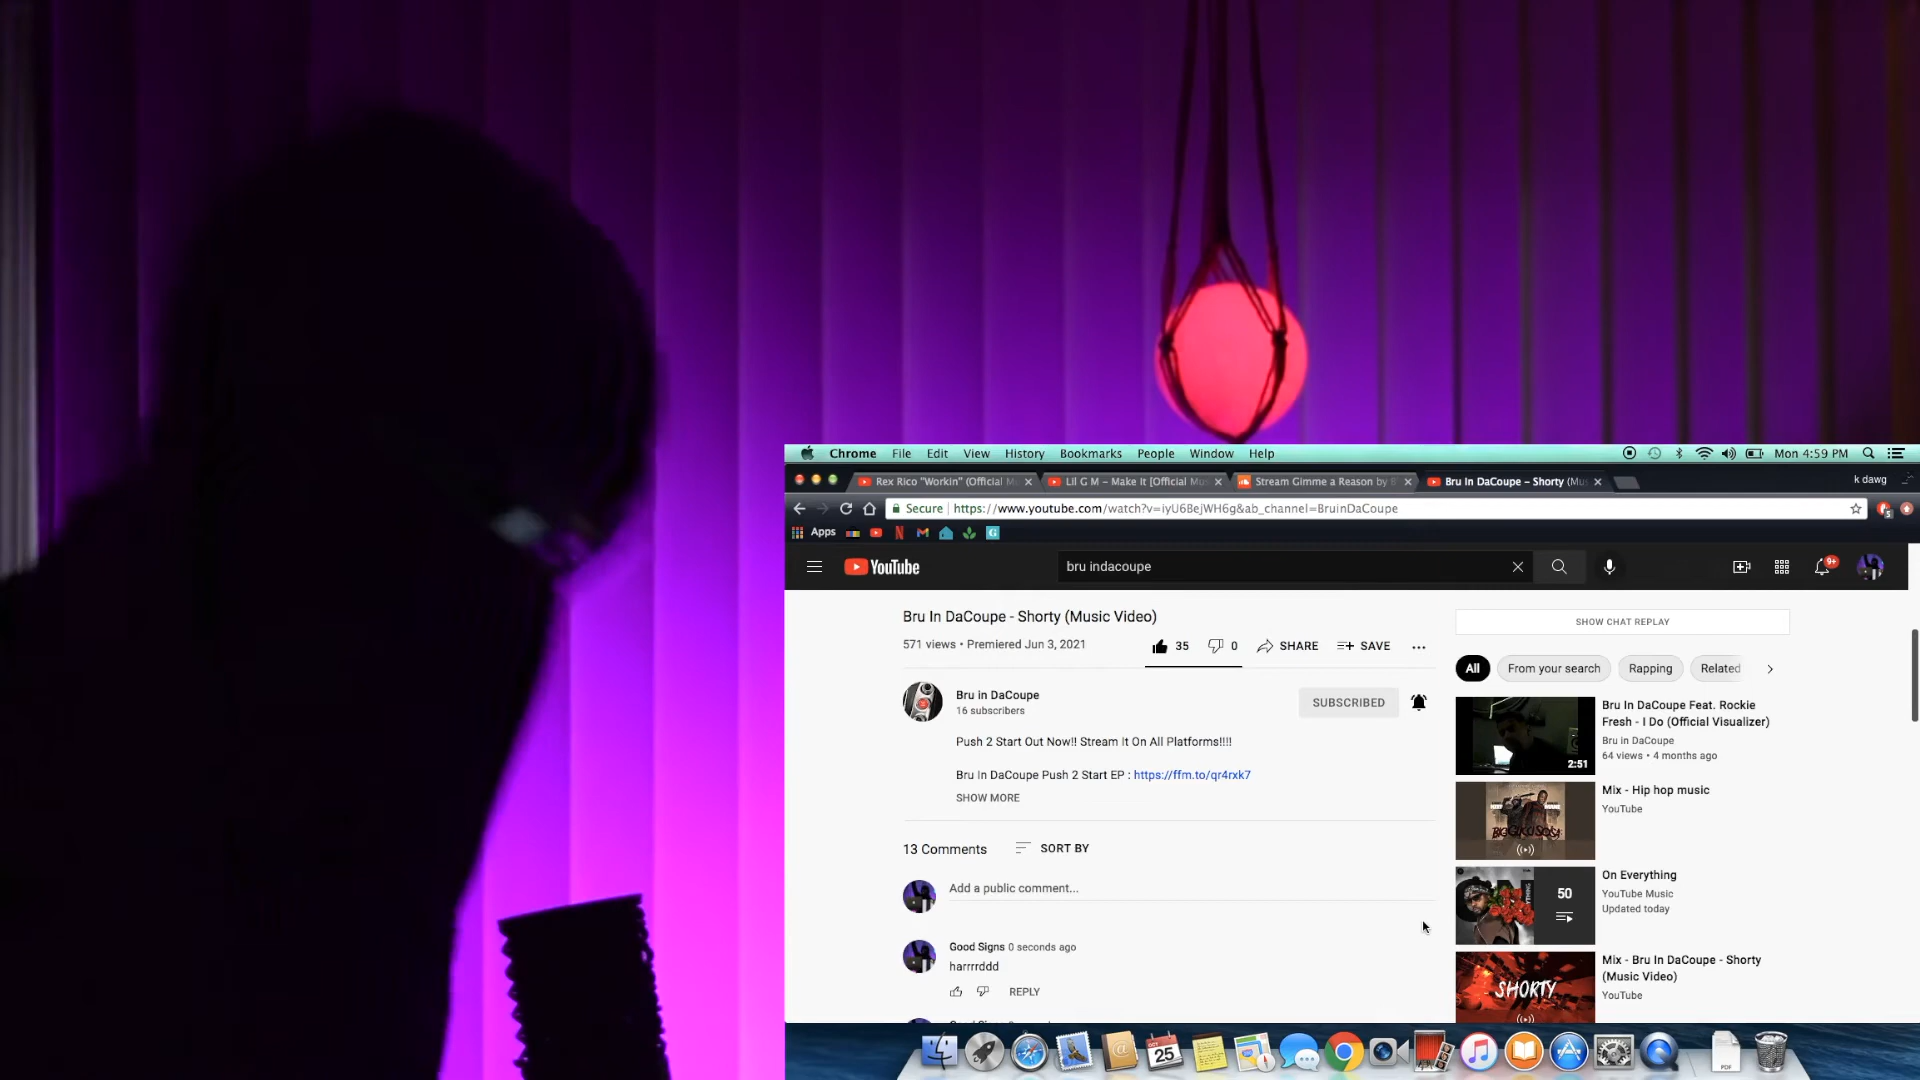 Chrome File Edit View History Bookmarks People Window Help
Mon 4:59 PM
Rex Rico "Workin" (Official M
Lil G M – Make It [Official Mus
Stream Gimme a Reason by 8
Bru In DaCoupe – Shorty (Mus
k dawg
Secure
https://www.youtube.com/watch?v=iyU6BejWH6g&ab_channel=BruinDaCoupe
Apps
YouTube
bru indacoupe
9+
Bru In DaCoupe - Shorty (Music Video)
571 views • Premiered Jun 3, 2021
35
0
SHARE
SAVE
Bru in DaCoupe
16 subscribers
SUBSCRIBED
Push 2 Start Out Now!! Stream It On All Platforms!!!!
Bru In DaCoupe Push 2 Start EP : https://ffm.to/qr4rxk7
SHOW MORE
13 Comments
SORT BY
Add a public comment...
Good Signs 0 seconds ago
harrrrddd
REPLY
SHOW CHAT REPLAY
All
From your search
Rapping
Related
Bru In DaCoupe Feat. Rockie
Fresh - I Do (Official Visualizer)
Bru in DaCoupe
64 views • 4 months ago
2:51
Mix - Hip hop music
YouTube
On Everything
YouTube Music
Updated today
50
Mix - Bru In DaCoupe - Shorty
(Music Video)
YouTube
SHORTY
OCT
25
PDF